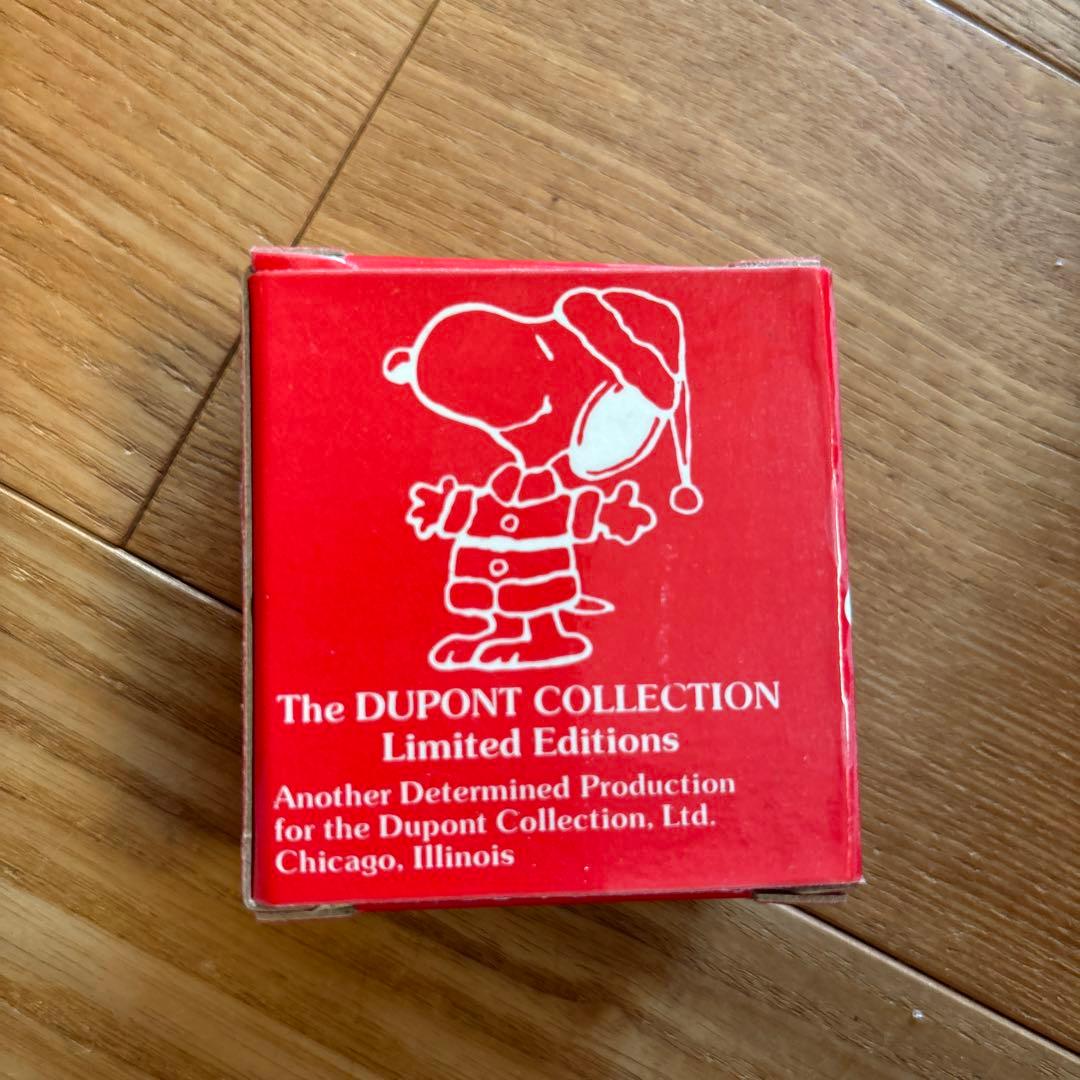 The DUPONT COLLECTION
Limited Editions
Another Determined Production
for the Dupont Collection, Ltd.
Chicago, Illinois